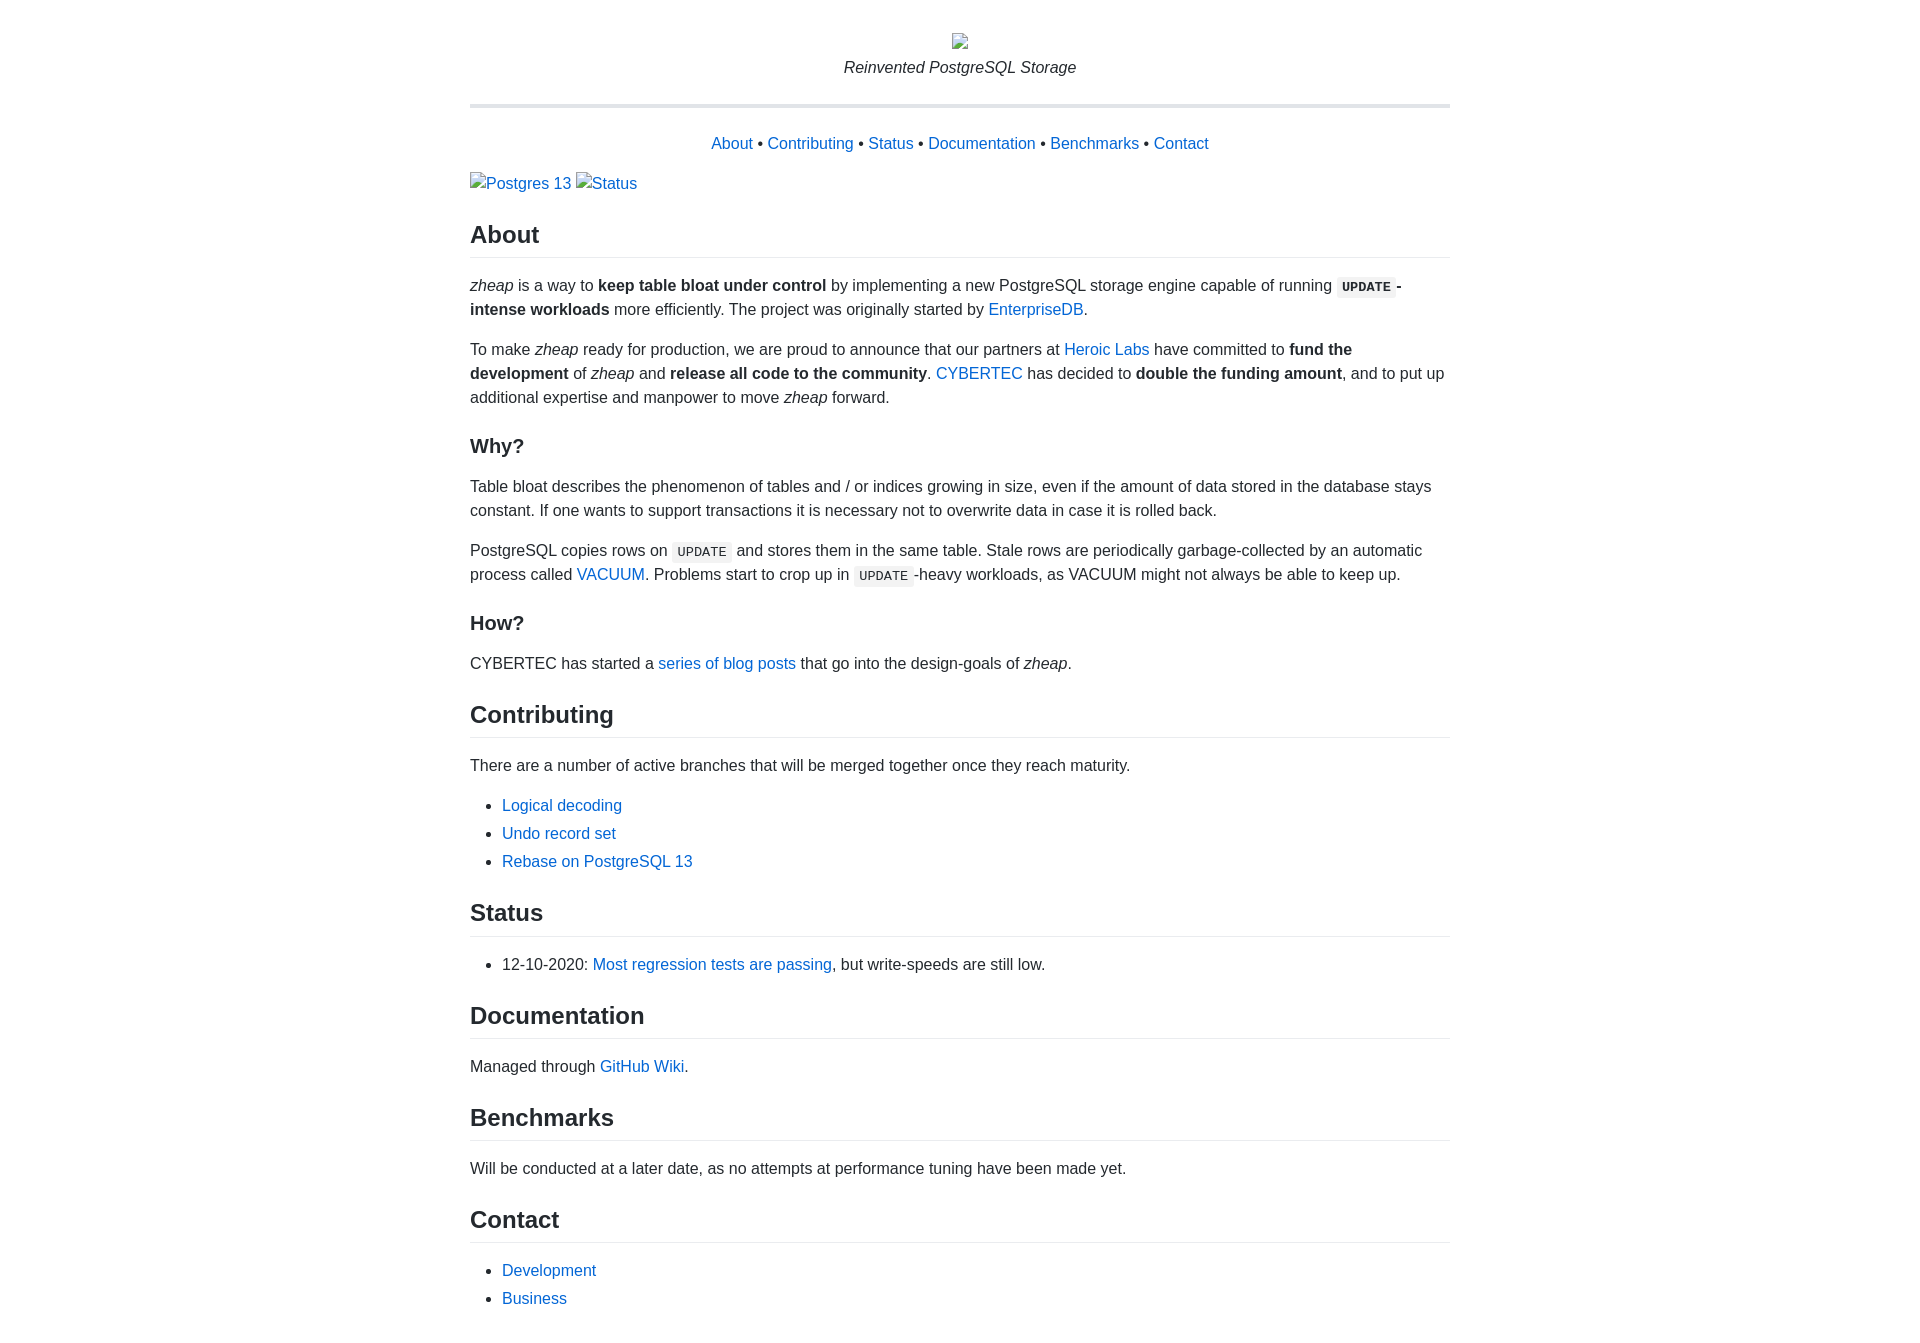 Reinvented PostgreSQL Storage
About • Contributing • Status • Documentation • Benchmarks • Contact
Postgres 13 Status
About
zheap is a way to keep table bloat under control by implementing a new PostgreSQL storage engine capable of running UPDATE-
intense workloads more efficiently. The project was originally started by EnterpriseDB.
To make zheap ready for production, we are proud to announce that our partners at Heroic Labs have committed to fund the
development of zheap and release all code to the community. CYBERTEC has decided to double the funding amount, and to put up
additional expertise and manpower to move zheap forward.
Why?
Table bloat describes the phenomenon of tables and / or indices growing in size, even if the amount of data stored in the database stays
constant. If one wants to support transactions it is necessary not to overwrite data in case it is rolled back.
PostgreSQL copies rows on UPDATE and stores them in the same table. Stale rows are periodically garbage-collected by an automatic
process called VACUUM. Problems start to crop up in UPDATE-heavy workloads, as VACUUM might not always be able to keep up.
How?
CYBERTEC has started a series of blog posts that go into the design-goals of zheap.
Contributing
There are a number of active branches that will be merged together once they reach maturity.
• Logical decoding
• Undo record set
• Rebase on PostgreSQL 13
Status
• 12-10-2020: Most regression tests are passing, but write-speeds are still low.
Documentation
Managed through GitHub Wiki.
Benchmarks
Will be conducted at a later date, as no attempts at performance tuning have been made yet.
Contact
• Development
• Business